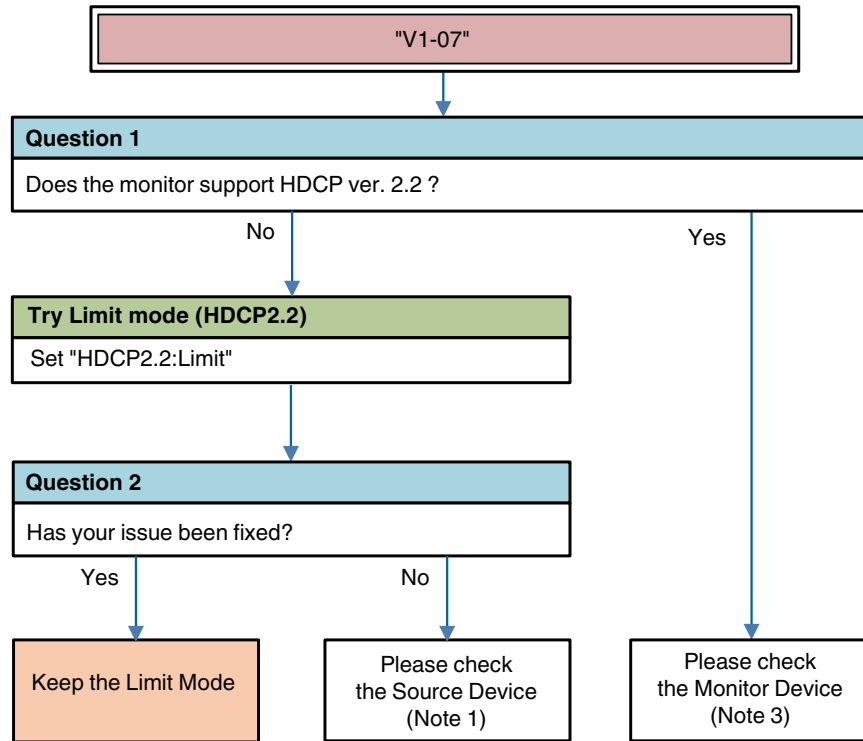 "V1-07"
Question 1
Does the monitor support HDCP ver. 2.2 ?
No
Yes
Try Limit mode (HDCP2.2)
Set "HDCP2.2:Limit"
Question 2
Has your issue been fixed?
Yes
No
Keep the Limit Mode
Please check
the Source Device
(Note 1)
Please check
the Monitor Device
(Note 3)